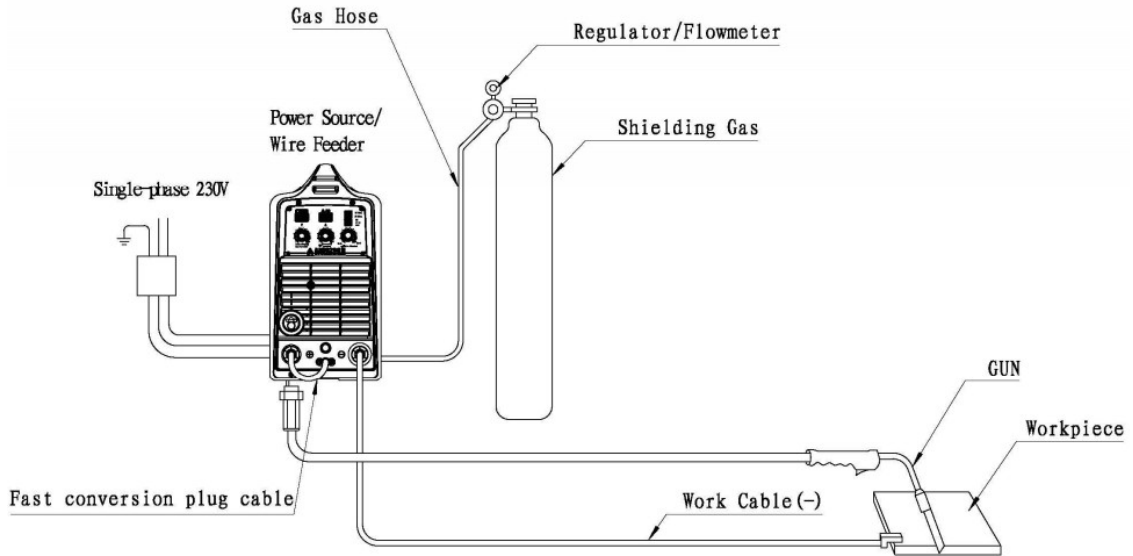 Gas Hose
Regulator/Flowmeter
Power Source/
Wire Feeder
Shielding Gas
Single-phase 230V
GUN
Workpiece
Fast conversion plug cable
Work Cable(-)